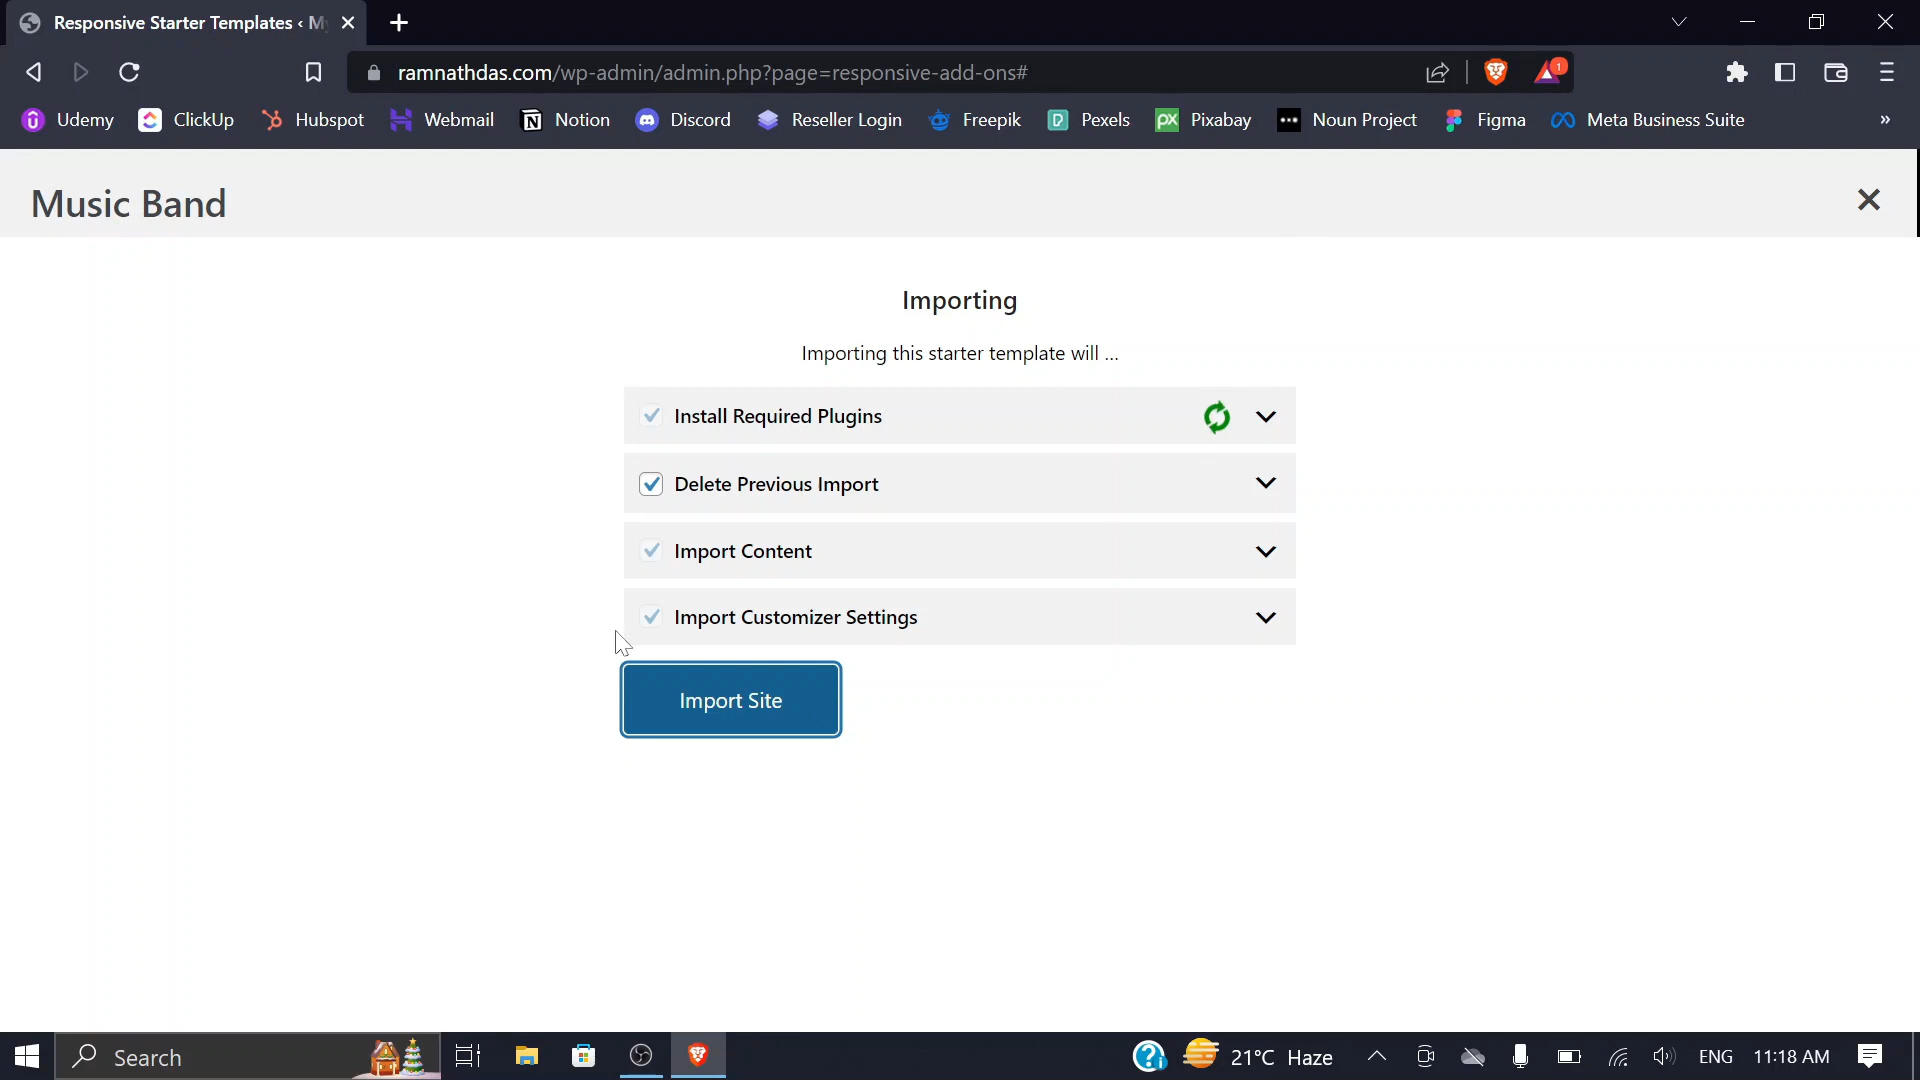 Responsive Starter Templates ‹ My
ramnathdas.com/wp-admin/admin.php?page=responsive-add-ons#
1
Udemy ClickUp Hubspot Webmail Notion Discord Reseller Login Freepik Pexels Pixabay Noun Project Figma Meta Business Suite »
Music Band
Importing
Importing this starter template will ...
Install Required Plugins
Delete Previous Import
Import Content
Import Customizer Settings
Import Site
Search 21°C Haze ENG 11:18 AM